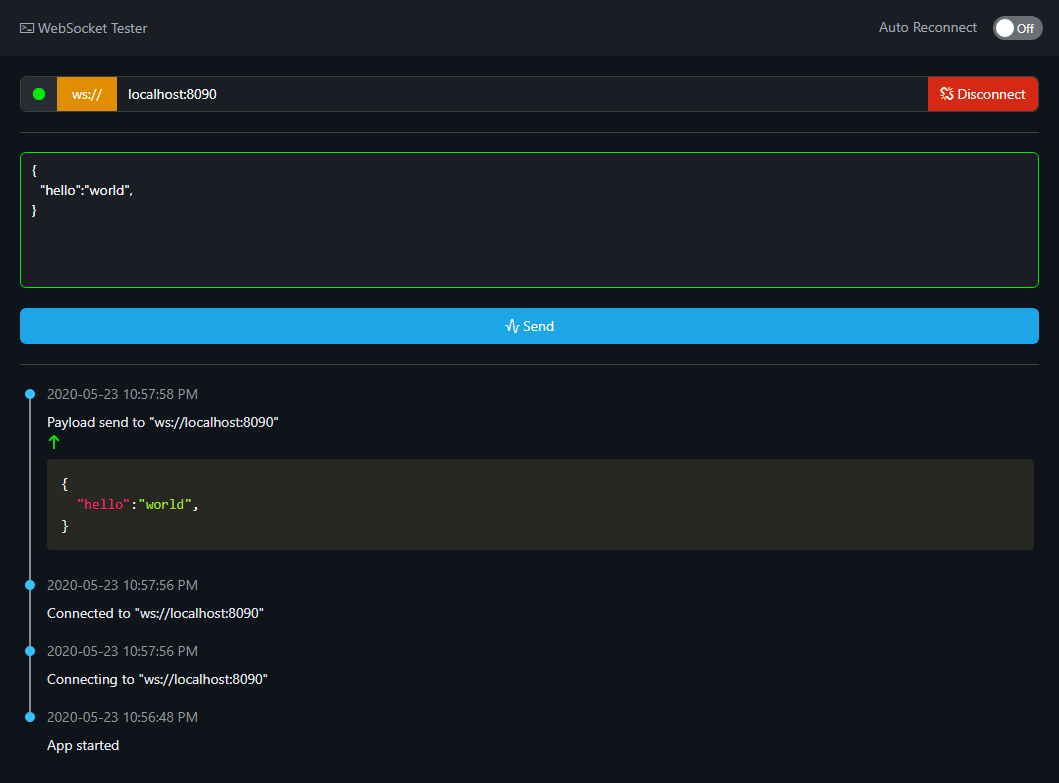 WebSocket Tester
Auto Reconnect
Off
ws://
localhost:8090
Disconnect
{
"hello":"world",
}
Send
2020-05-23 10:57:58 PM
Payload send to "ws://localhost:8090"
{
"hello":"world",
}
2020-05-23 10:57:56 PM
Connected to "ws://localhost:8090"
2020-05-23 10:57:56 PM
Connecting to "ws://localhost:8090"
2020-05-23 10:56:48 PM
App started